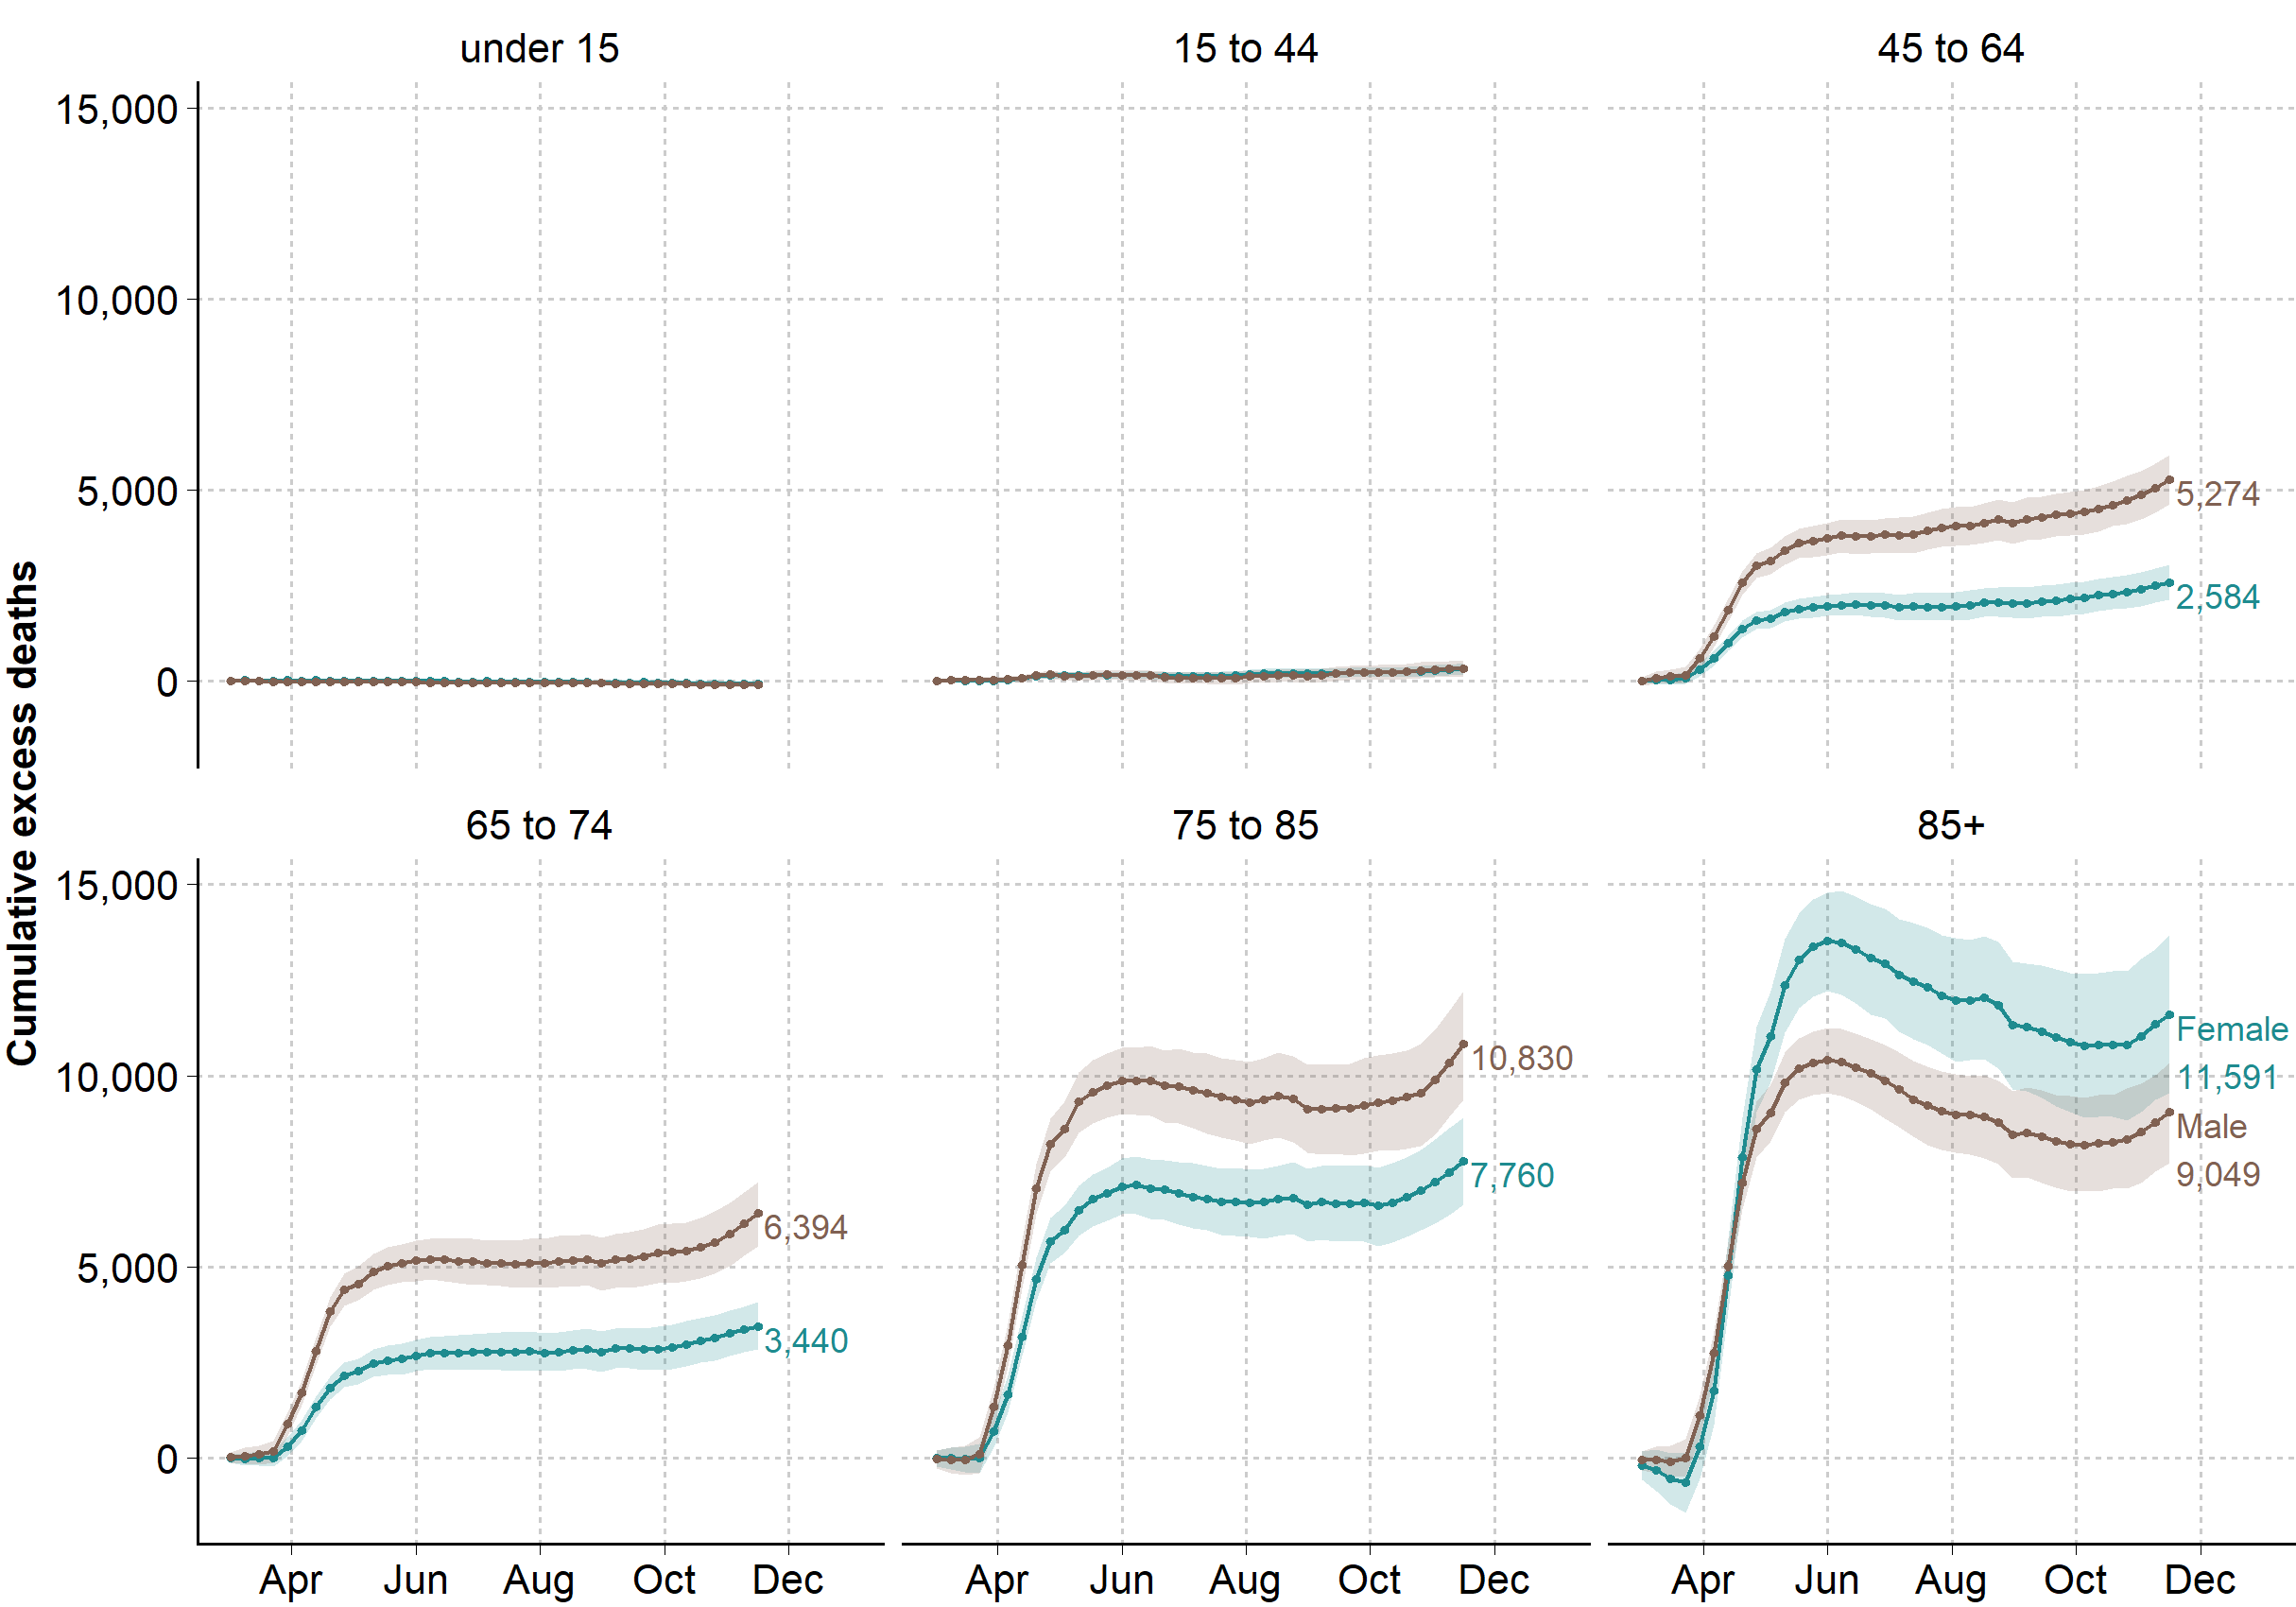 Cumulative excess deaths
under 15
15 to 44
45 to 64
15,000
10,000
5,000
0
5,274
2,584
65 to 74
75 to 85
85+
15,000
10,000
5,000
0
6,394
3,440
10,830
7,760
Female
11,591
Male
9,049
Apr Jun Aug Oct Dec
Apr Jun Aug Oct Dec
Apr Jun Aug Oct Dec